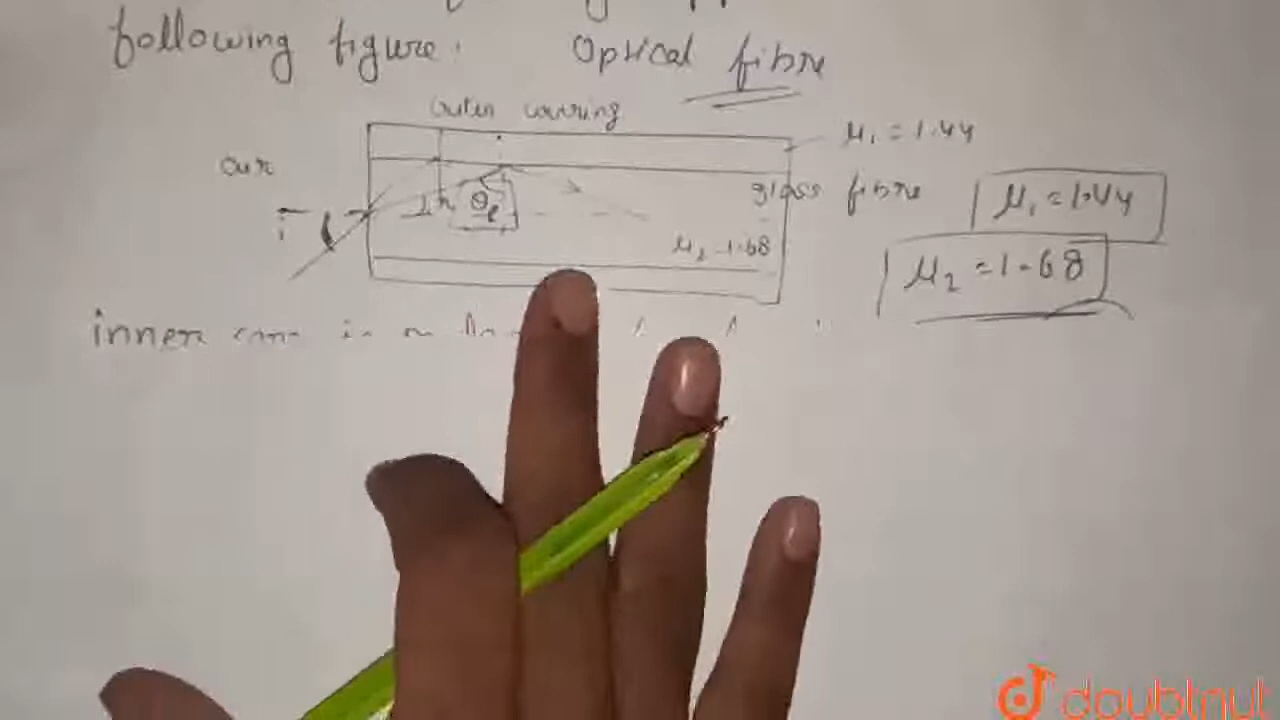 following figure. Optical fibre
outer covering
μ₁ = 1.44
air
glass fibre
μ₁ = 1.44
i
r
θc
μ₂ = 1.68
μ₂ = 1.68
inner
doubtnut